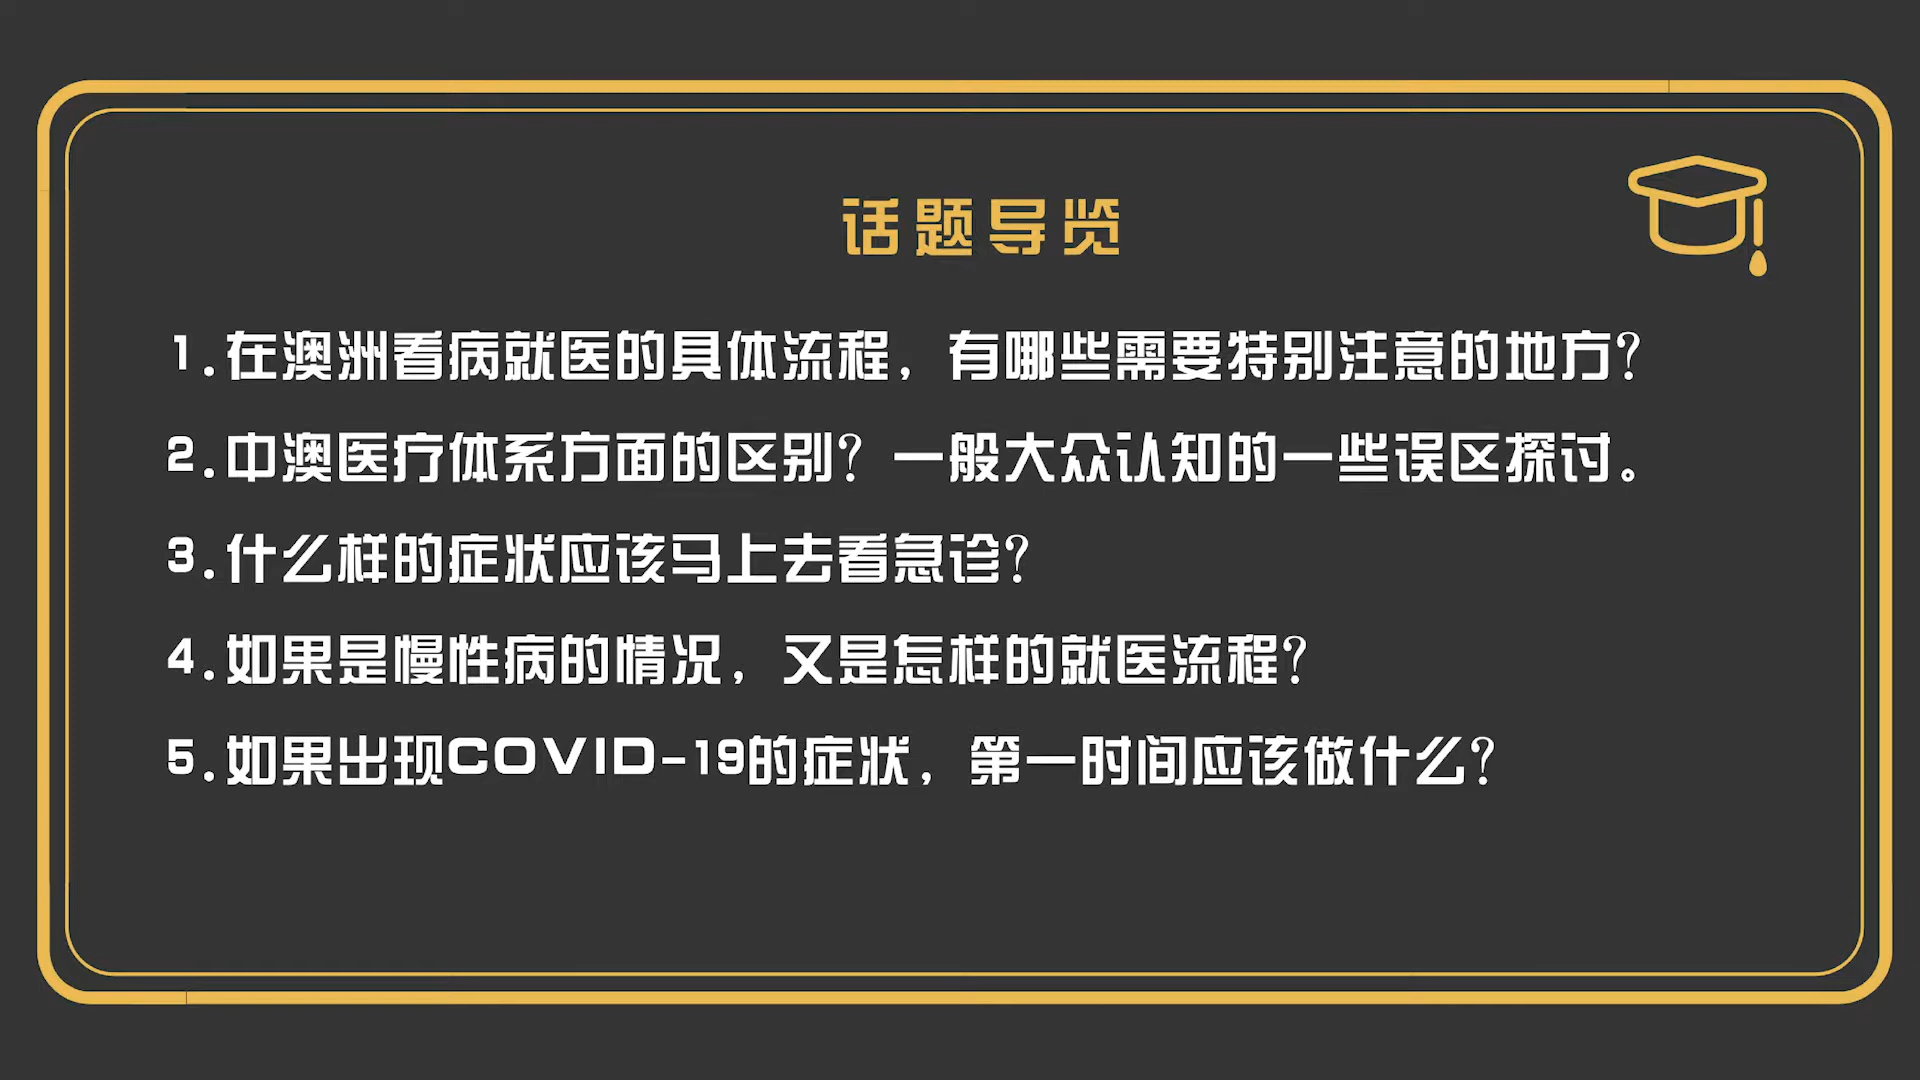 话题导览
1.在澳洲看病就医的具体流程，有哪些需要特别注意的地方？
2.中澳医疗体系方面的区别？一般大众认知的一些误区探讨。
3.什么样的症状应该马上去看急诊？
4.如果是慢性病的情况，又是怎样的就医流程？
5.如果出现COVID-19的症状，第一时间应该做什么？